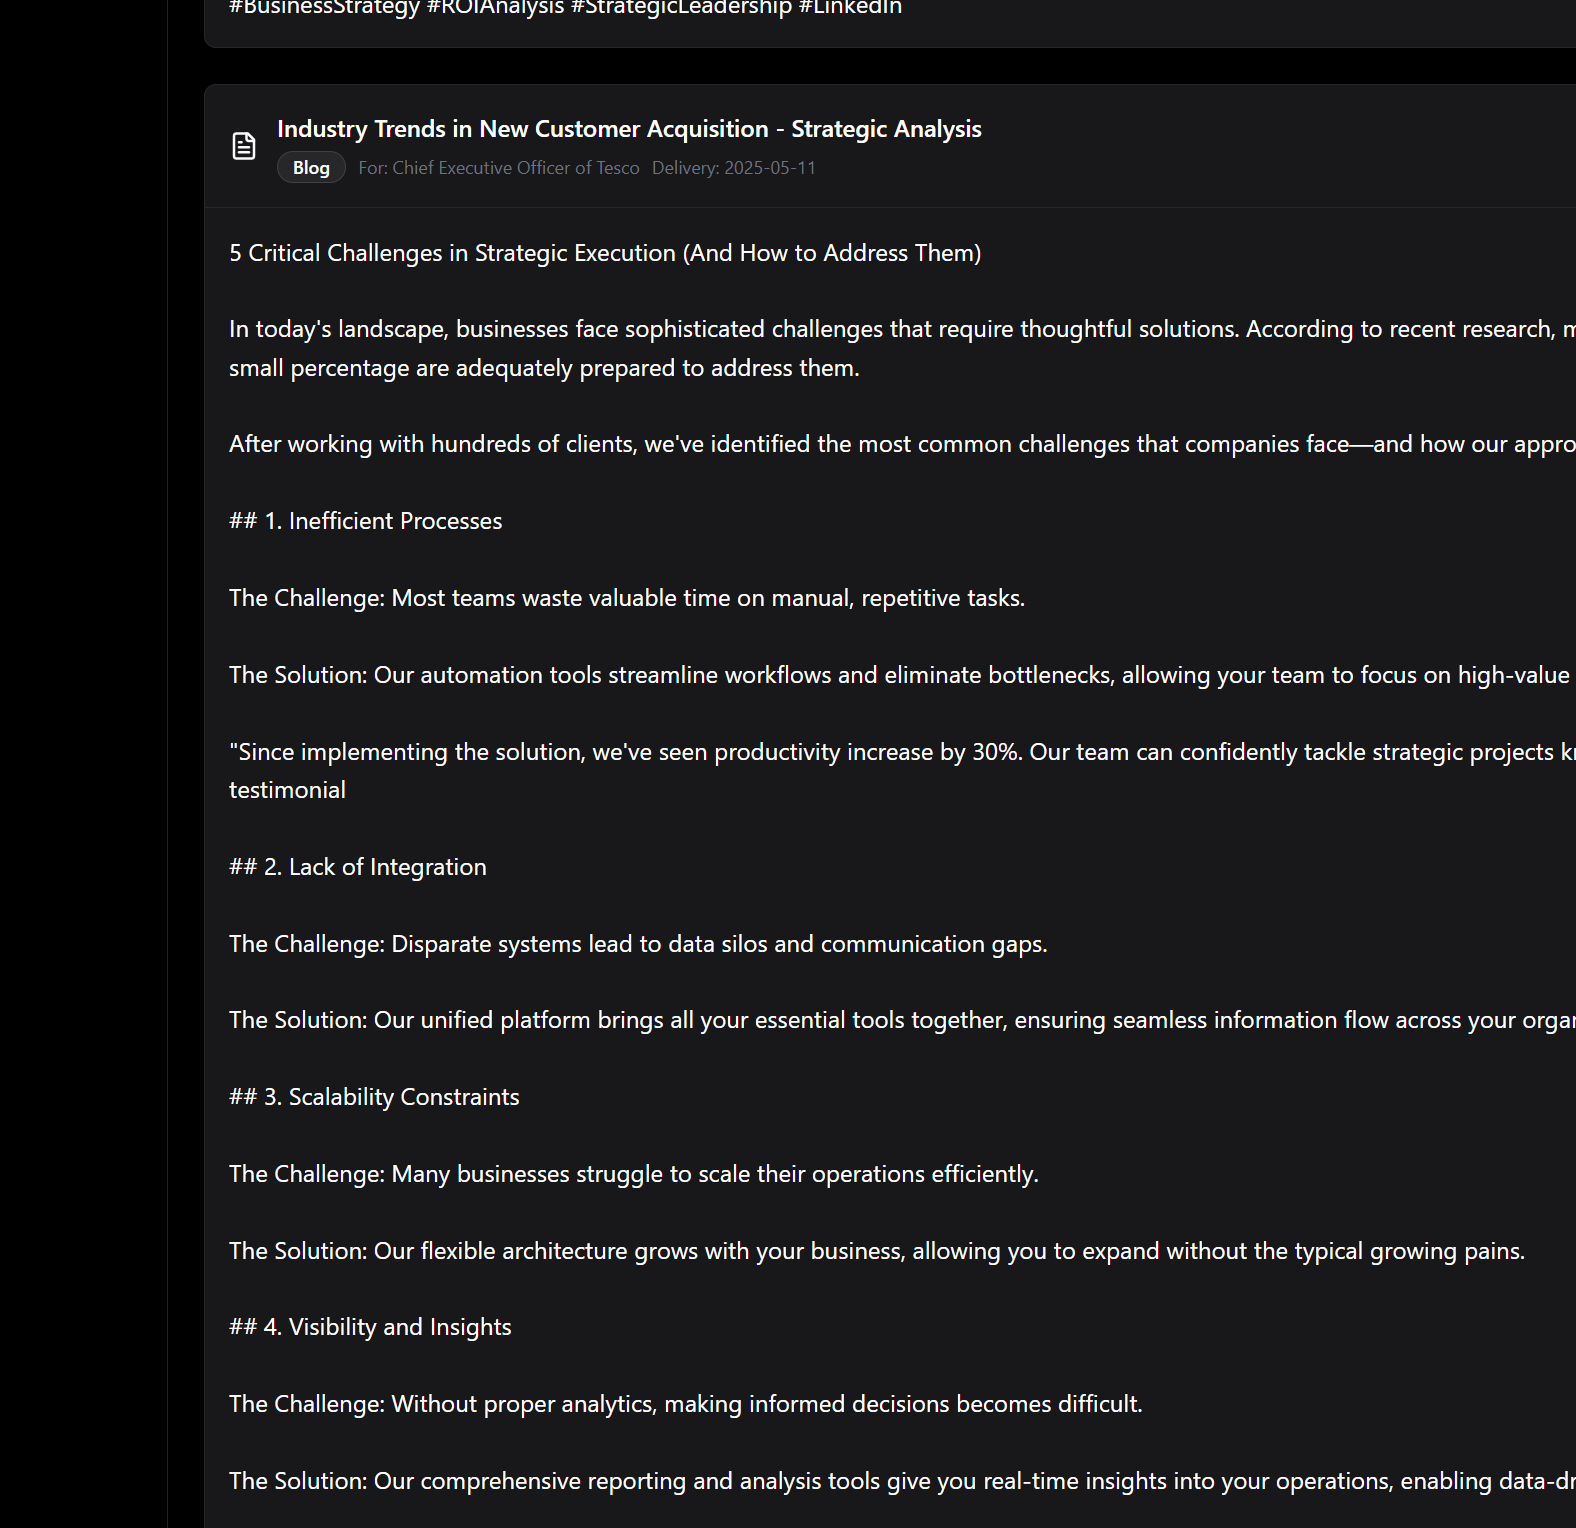 #BusinessStrategy #ROIAnalysis #StrategicLeadership #LinkedIn
Industry Trends in New Customer Acquisition - Strategic Analysis
Blog For: Chief Executive Officer of Tesco Delivery: 2025-05-11
5 Critical Challenges in Strategic Execution (And How to Address Them)
In today's landscape, businesses face sophisticated challenges that require thoughtful solutions. According to recent research,
small percentage are adequately prepared to address them.
After working with hundreds of clients, we've identified the most common challenges that companies face—and how our
## 1. Inefficient Processes
The Challenge: Most teams waste valuable time on manual, repetitive tasks.
The Solution: Our automation tools streamline workflows and eliminate bottlenecks, allowing your team to focus on high-value
"Since implementing the solution, we've seen productivity increase by 30%. Our team can confidently tackle strategic projects
testimonial
## 2. Lack of Integration
The Challenge: Disparate systems lead to data silos and communication gaps.
The Solution: Our unified platform brings all your essential tools together, ensuring seamless information flow across your
## 3. Scalability Constraints
The Challenge: Many businesses struggle to scale their operations efficiently.
The Solution: Our flexible architecture grows with your business, allowing you to expand without the typical growing pains.
## 4. Visibility and Insights
The Challenge: Without proper analytics, making informed decisions becomes difficult.
The Solution: Our comprehensive reporting and analysis tools give you real-time insights into your operations, enabling